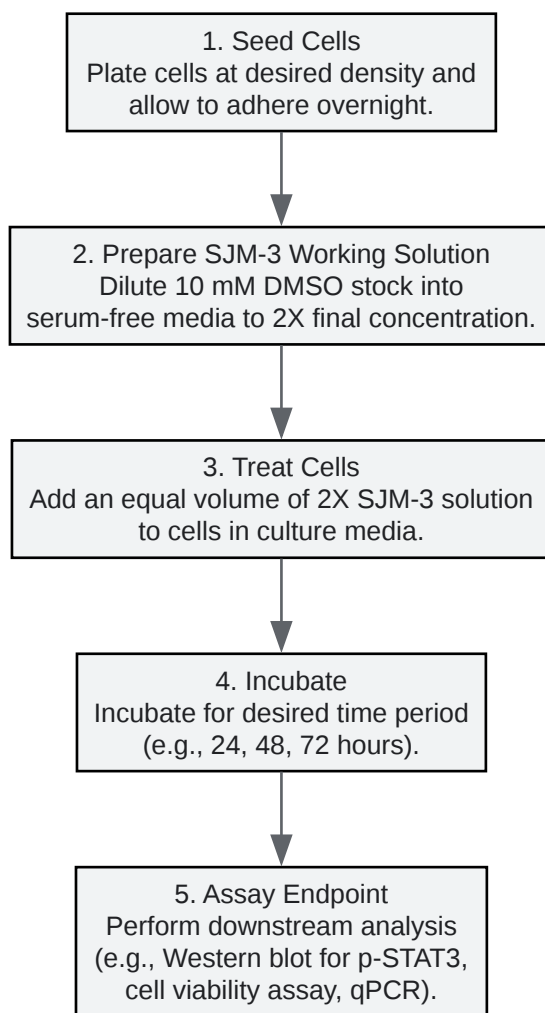 1. Seed Cells
Plate cells at desired density and
allow to adhere overnight.
2. Prepare SJM-3 Working Solution
Dilute 10 mM DMSO stock into
serum-free media to 2X final concentration.
3. Treat Cells
Add an equal volume of 2X SJM-3 solution
to cells in culture media.
4. Incubate
Incubate for desired time period
(e.g., 24, 48, 72 hours).
5. Assay Endpoint
Perform downstream analysis
(e.g., Western blot for p-STAT3,
cell viability assay, qPCR).